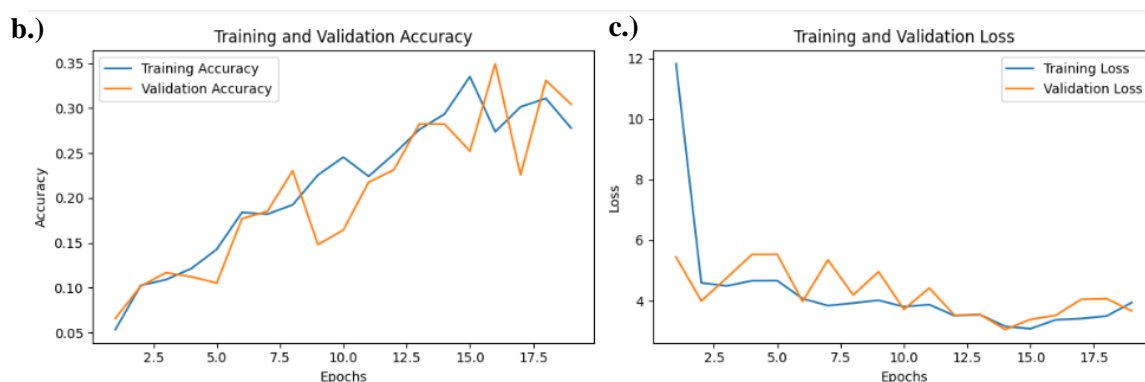 b.)
Training and Validation Accuracy
Training Accuracy
Validation Accuracy
0.35
0.30
0.25
0.20
0.15
0.10
0.05
Accuracy
2.5 5.0 7.5 10.0 12.5 15.0 17.5
Epochs
c.)
Training and Validation Loss
Training Loss
Validation Loss
12
10
8
6
4
Loss
2.5 5.0 7.5 10.0 12.5 15.0 17.5
Epochs